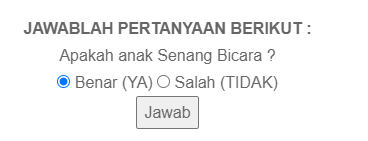 JAWABLAH PERTANYAAN BERIKUT :
Apakah anak Senang Bicara ?
Benar (YA) Salah (TIDAK)
Jawab